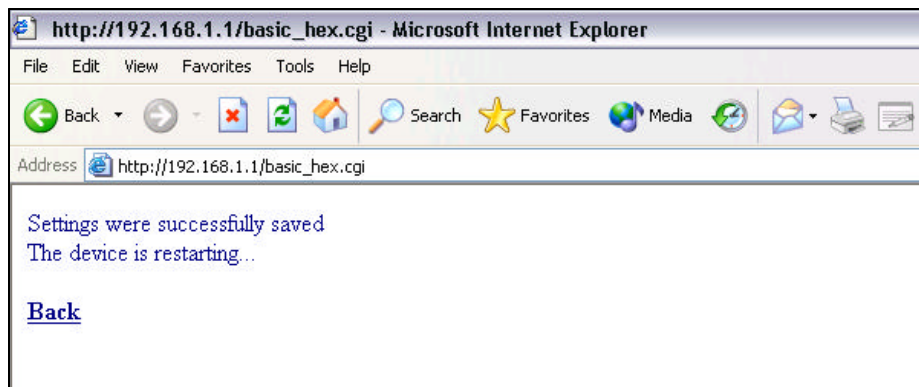 http://192.168.1.1/basic_hex.cgi - Microsoft Internet Explorer
File Edit View Favorites Tools Help
Back Search Favorites Media
Address http://192.168.1.1/basic_hex.cgi
Settings were successfully saved
The device is restarting...
Back